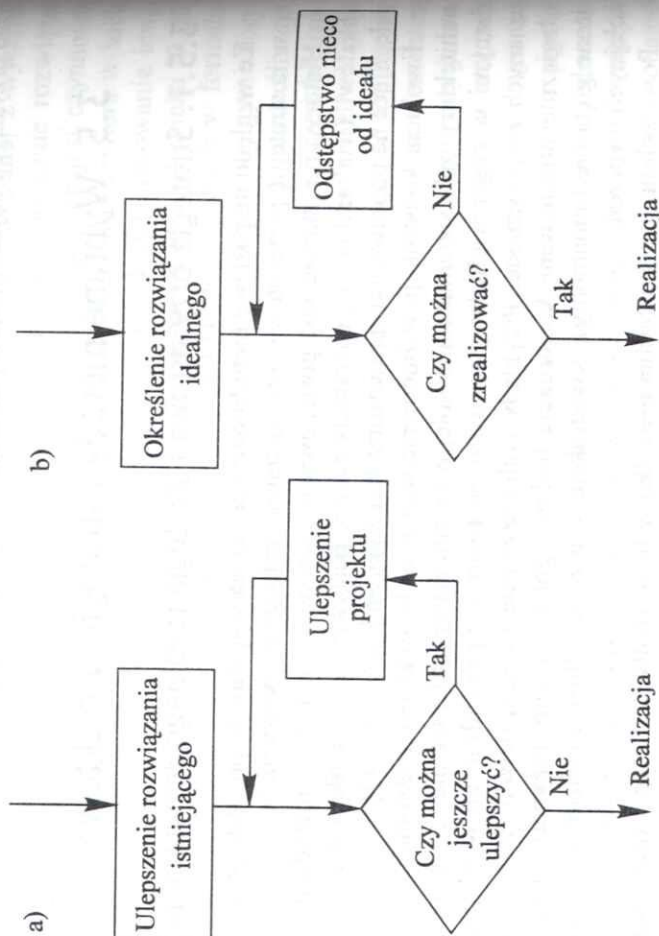 a)
Ulepszenie rozwiązania
istniejącego
Ulepszenie
projektu
Czy można
jeszcze
ulepszyć?
Tak
Nie
Realizacja
b)
Określenie rozwiązania
idealnego
Odstępstwo nieco
od ideału
Czy można
zrealizować?
Nie
Tak
Realizacja